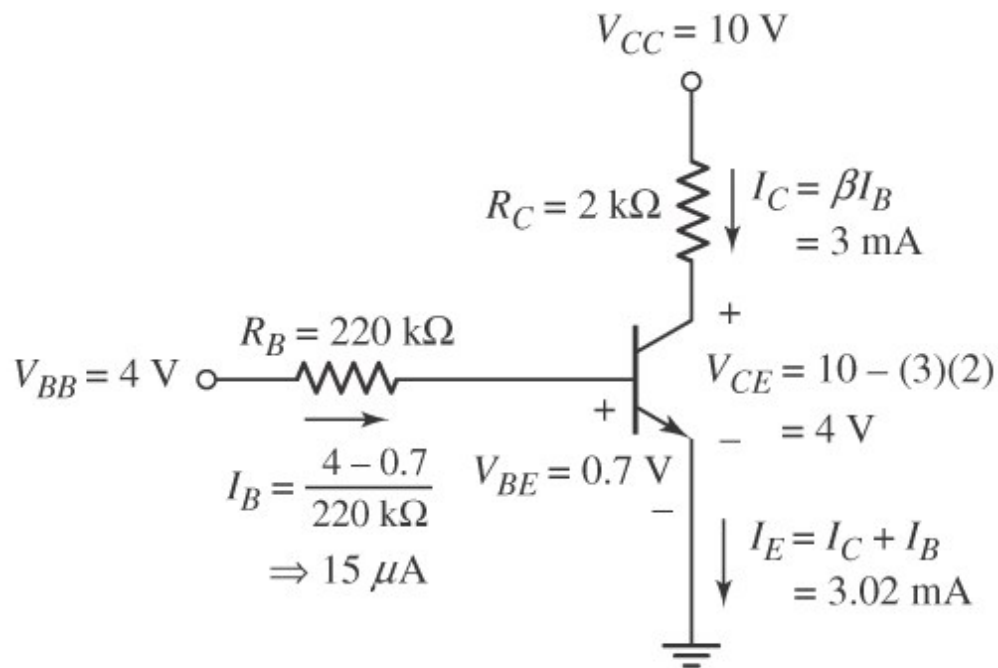 V_CC = 10 V
R_C = 2 kΩ
I_C = βI_B
= 3 mA
+
R_B = 220 kΩ
V_BB = 4 V
V_CE = 10 – (3)(2)
= 4 V
+
–
I_B = 4 – 0.7 / 220 kΩ
⇒ 15 μA
V_BE = 0.7 V
–
I_E = I_C + I_B
= 3.02 mA